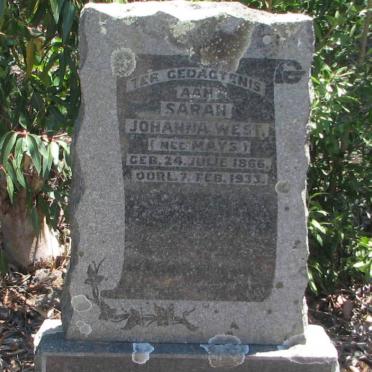 TER GEDAGTENIS
AAN
SARAH
JOHANNA WEST.
(NEE MAYS)
GEB. 24. JULIE 1866.
OORL. 7. FEB. 1933.